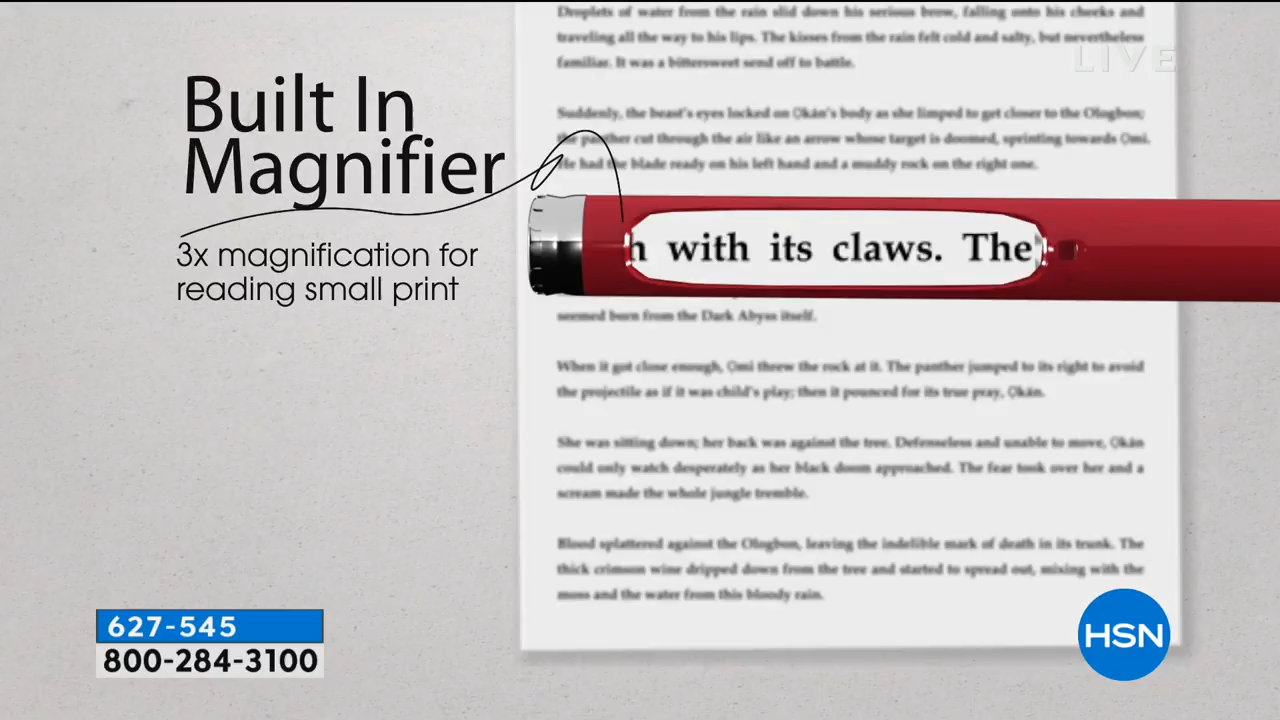 Droplets of water from the rain slid down his serious brow, falling onto his cheeks and
traveling all the way to his lips. The kisses from the rain felt cold and salty, but nevertheless
familiar. It was a bittersweet send off to battle.
LIVE
Built In
Magnifier
3x magnification for
reading small print
Suddenly, the beast's eyes locked on Ọkán's body as she limped to get closer to the Ologbon;
the panther cut through the air like an arrow whose target is doomed, sprinting towards Omi.
He had the blade ready on his left hand and a muddy rock on the right one.
h with its claws. The
seemed born from the Dark Abyss itself.
When it got close enough, Omi threw the rock at it. The panther jumped to its right to avoid
the projectile as if it was child's play; then it pounced for its true pray, Ọkán.
She was sitting down; her back was against the tree. Defenseless and unable to move, Ọkán
could only watch desperately as her black doom approached. The fear took over her and a
scream made the whole jungle tremble.
Blood splattered against the Ologbon, leaving the indelible mark of death in its trunk. The
thick crimson wine dripped down from the tree and started to spread out, mixing with the
moss and the water from this bloody rain.
627-545
800-284-3100
HSN